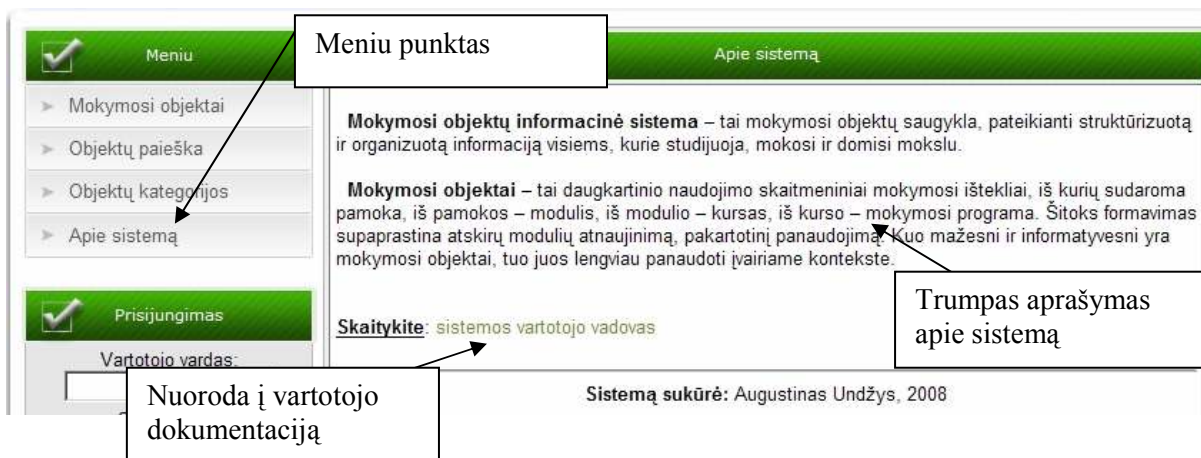 Meniu
Mokymosi objektai
Objektų paieška
Objektų kategorijos
Apie sistemą
Prisijungimas
Vartotojo vardas:
Meniu punktas
Apie sistemą
Mokymosi objektų informacinė sistema – tai mokymosi objektų saugykla, pateikianti struktūrizuotą
ir organizuotą informaciją visiems, kurie studijuoja, mokosi ir domisi mokslu.
Mokymosi objektai – tai daugkartinio naudojimo skaitmeniniai mokymosi ištekliai, iš kurių sudaroma
pamoka, iš pamokos – modulis, iš modulio – kursas, iš kurso – mokymosi programa. Šitoks formavimas
supaprastina atskirų modulių atnaujinimą, pakartotinį panaudojimą. Kuo mažesni ir informatyvesni yra
mokymosi objektai, tuo juos lengviau panaudoti įvairiame kontekste.
Trumpas aprašymas
apie sistemą
Skaitykite: sistemos vartotojo vadovas
Nuoroda į vartotojo
dokumentaciją
Sistemą sukūrė: Augustinas Undžys, 2008